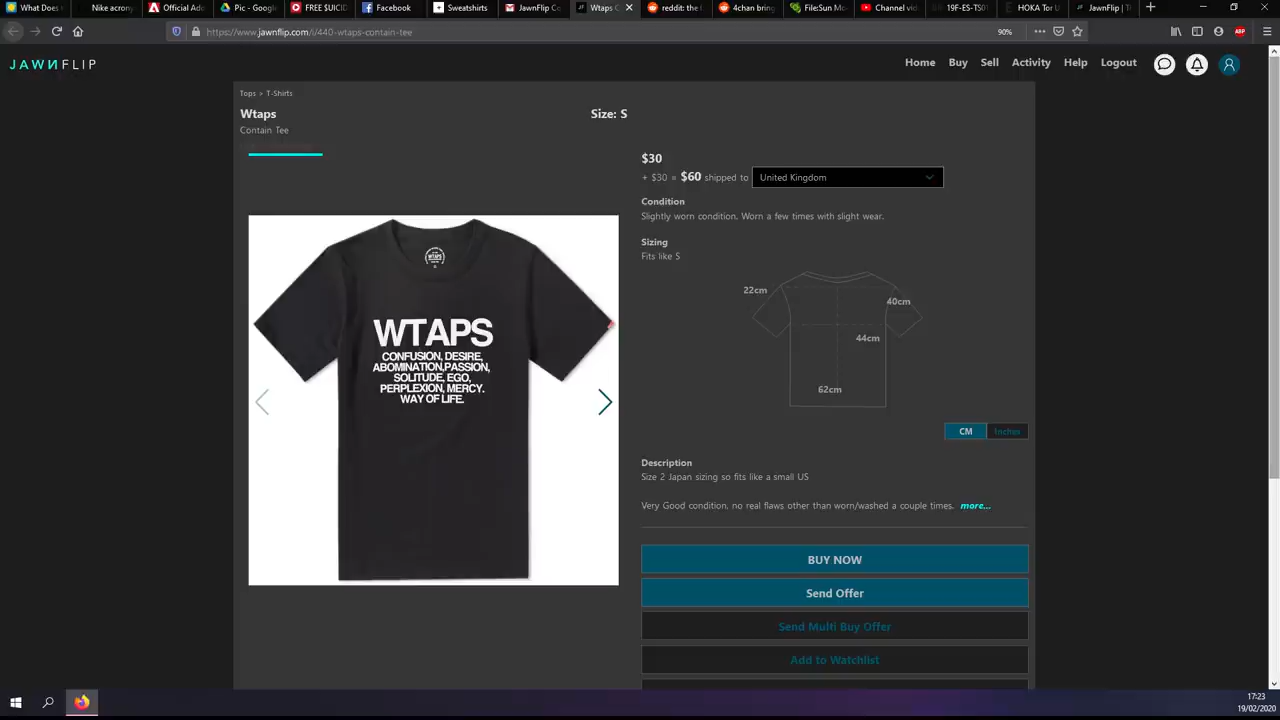 What Does
Nike acrony
Official Ado
Pic - Google
FREE $UICID
Facebook
Sweatshirts
JawnFlip Co
Wtaps C
reddit: the f
4chan bring
File:Sun Mo
Channel vid
19F-ES-TS01
HOKA Tor U
JawnFlip | T
https://www.jawnflip.com/i/440-wtaps-contain-tee
90%
ABP
JAWNFLIP
Home
Buy
Sell
Activity
Help
Logout
Tops > T-Shirts
Wtaps
Size: S
Contain Tee
$30
+ $30 = $60 shipped to
United Kingdom
Condition
Slightly worn condition. Worn a few times with slight wear.
Sizing
Fits like S
22cm
40cm
44cm
62cm
WTAPS
WTAPS
CONFUSION, DESIRE,
ABOMINATION,PASSION,
SOLITUDE, EGO,
PERPLEXION, MERCY.
WAY OF LIFE.
CM
Inches
Description
Size 2 Japan sizing so fits like a small US
Very Good condition, no real flaws other than worn/washed a couple times. more...
BUY NOW
Send Offer
Send Multi Buy Offer
Add to Watchlist
17:23
19/02/2020